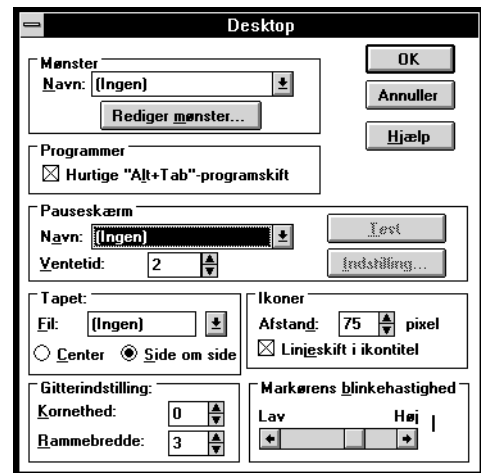 Desktop
Mønster
Navn: (Ingen)
Rediger mønster...
OK
Annuller
Hjælp
Programmer
Hurtige "Alt+Tab"-programskift
Pauseskærm
Navn: (Ingen)
Ventetid: 2
Test
Indstilling...
Tapet:
Fil: (Ingen)
Center Side om side
Ikoner
Afstand: 75 pixel
Linjeskift i ikontitel
Gitterindstilling:
Kornethed: 0
Rammebredde: 3
Markørens blinkehastighed
Lav Høj